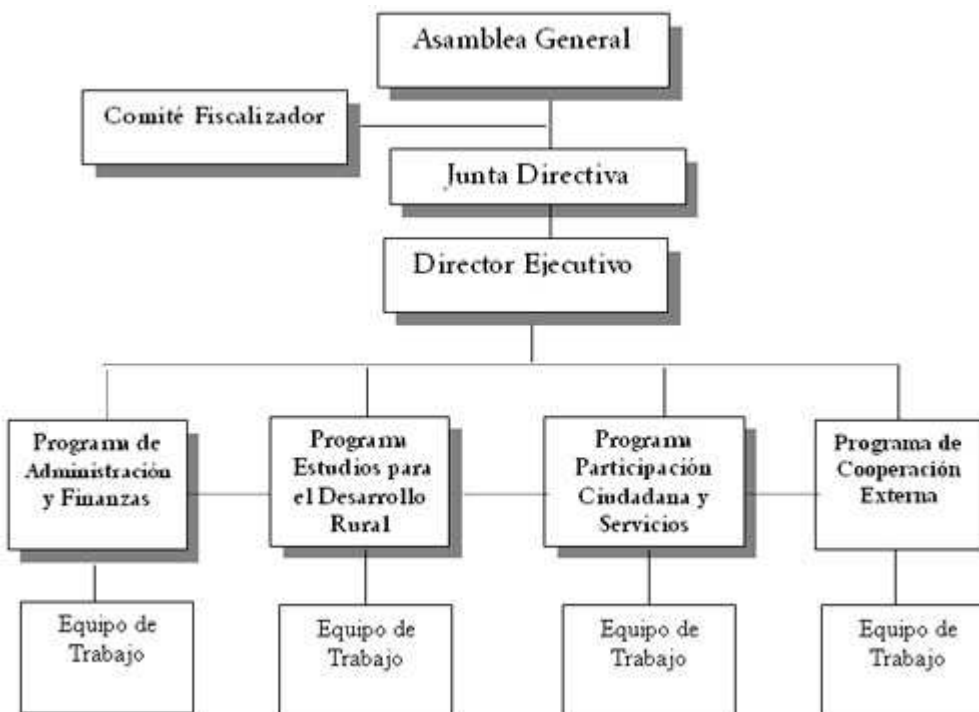 Asamblea General
Comité Fiscalizador
Junta Directiva
Director Ejecutivo
Programa de
Administración
y Finanzas
Programa
Estudios para
el Desarrollo
Rural
Programa
Participación
Ciudadana y
Servicios
Programa de
Cooperación
Externa
Equipo de
Trabajo
Equipo de
Trabajo
Equipo de
Trabajo
Equipo de
Trabajo